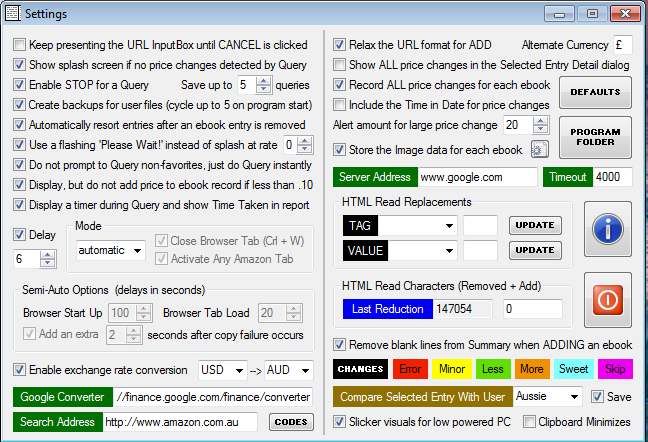 Settings
Keep presenting the URL InputBox until CANCEL is clicked
Show splash screen if no price changes detected by Query
Enable STOP for a Query Save up to 5 queries
Create backups for user files (cycle up to 5 on program start)
Automatically resort entries after an ebook entry is removed
Use a flashing 'Please Wait!' instead of splash at rate 0
Do not prompt to Query non-favorites, just do Query instantly
Display, but do not add price to ebook record if less than .10
Display a timer during Query and show Time Taken in report
Delay
6
Mode
automatic
Close Browser Tab (Crl + W)
Activate Any Amazon Tab
Semi-Auto Options (delays in seconds)
Browser Start Up 100 Browser Tab Load 20
Add an extra 2 seconds after copy failure occurs
Enable exchange rate conversion USD --> AUD
Google Converter //finance.google.com/finance/converter
Search Address http://www.amazon.com.au CODES
Relax the URL format for ADD Alternate Currency £
Show ALL price changes in the Selected Entry Detail dialog
Record ALL price changes for each ebook
DEFAULTS
Include the Time in Date for price changes
Alert amount for large price change 20
PROGRAM
FOLDER
Store the Image data for each ebook
Server Address www.google.com Timeout 4000
HTML Read Replacements
TAG UPDATE
VALUE UPDATE
HTML Read Characters (Removed + Add)
Last Reduction 147054 0
Remove blank lines from Summary when ADDING an ebook
CHANGES Error Minor Less More Sweet Skip
Compare Selected Entry With User Aussie Save
Slicker visuals for low powered PC Clipboard Minimizes